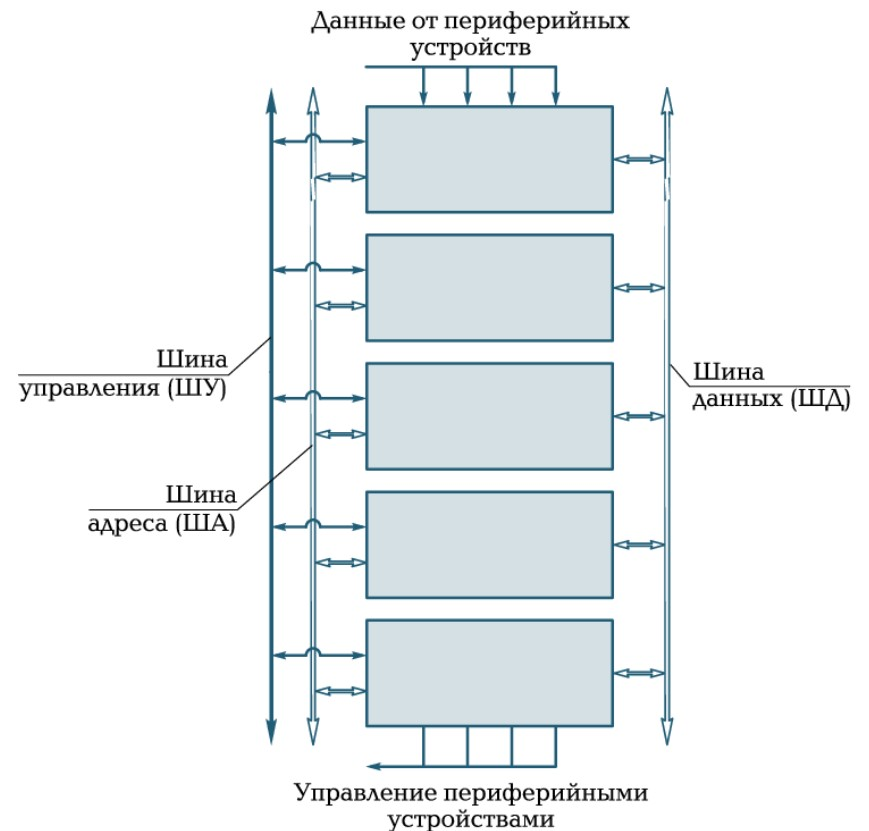 Данные от периферийных
устройств
Шина
управления (ШУ)
Шина
данных (ШД)
Шина
адреса (ША)
Управление периферийными
устройствами